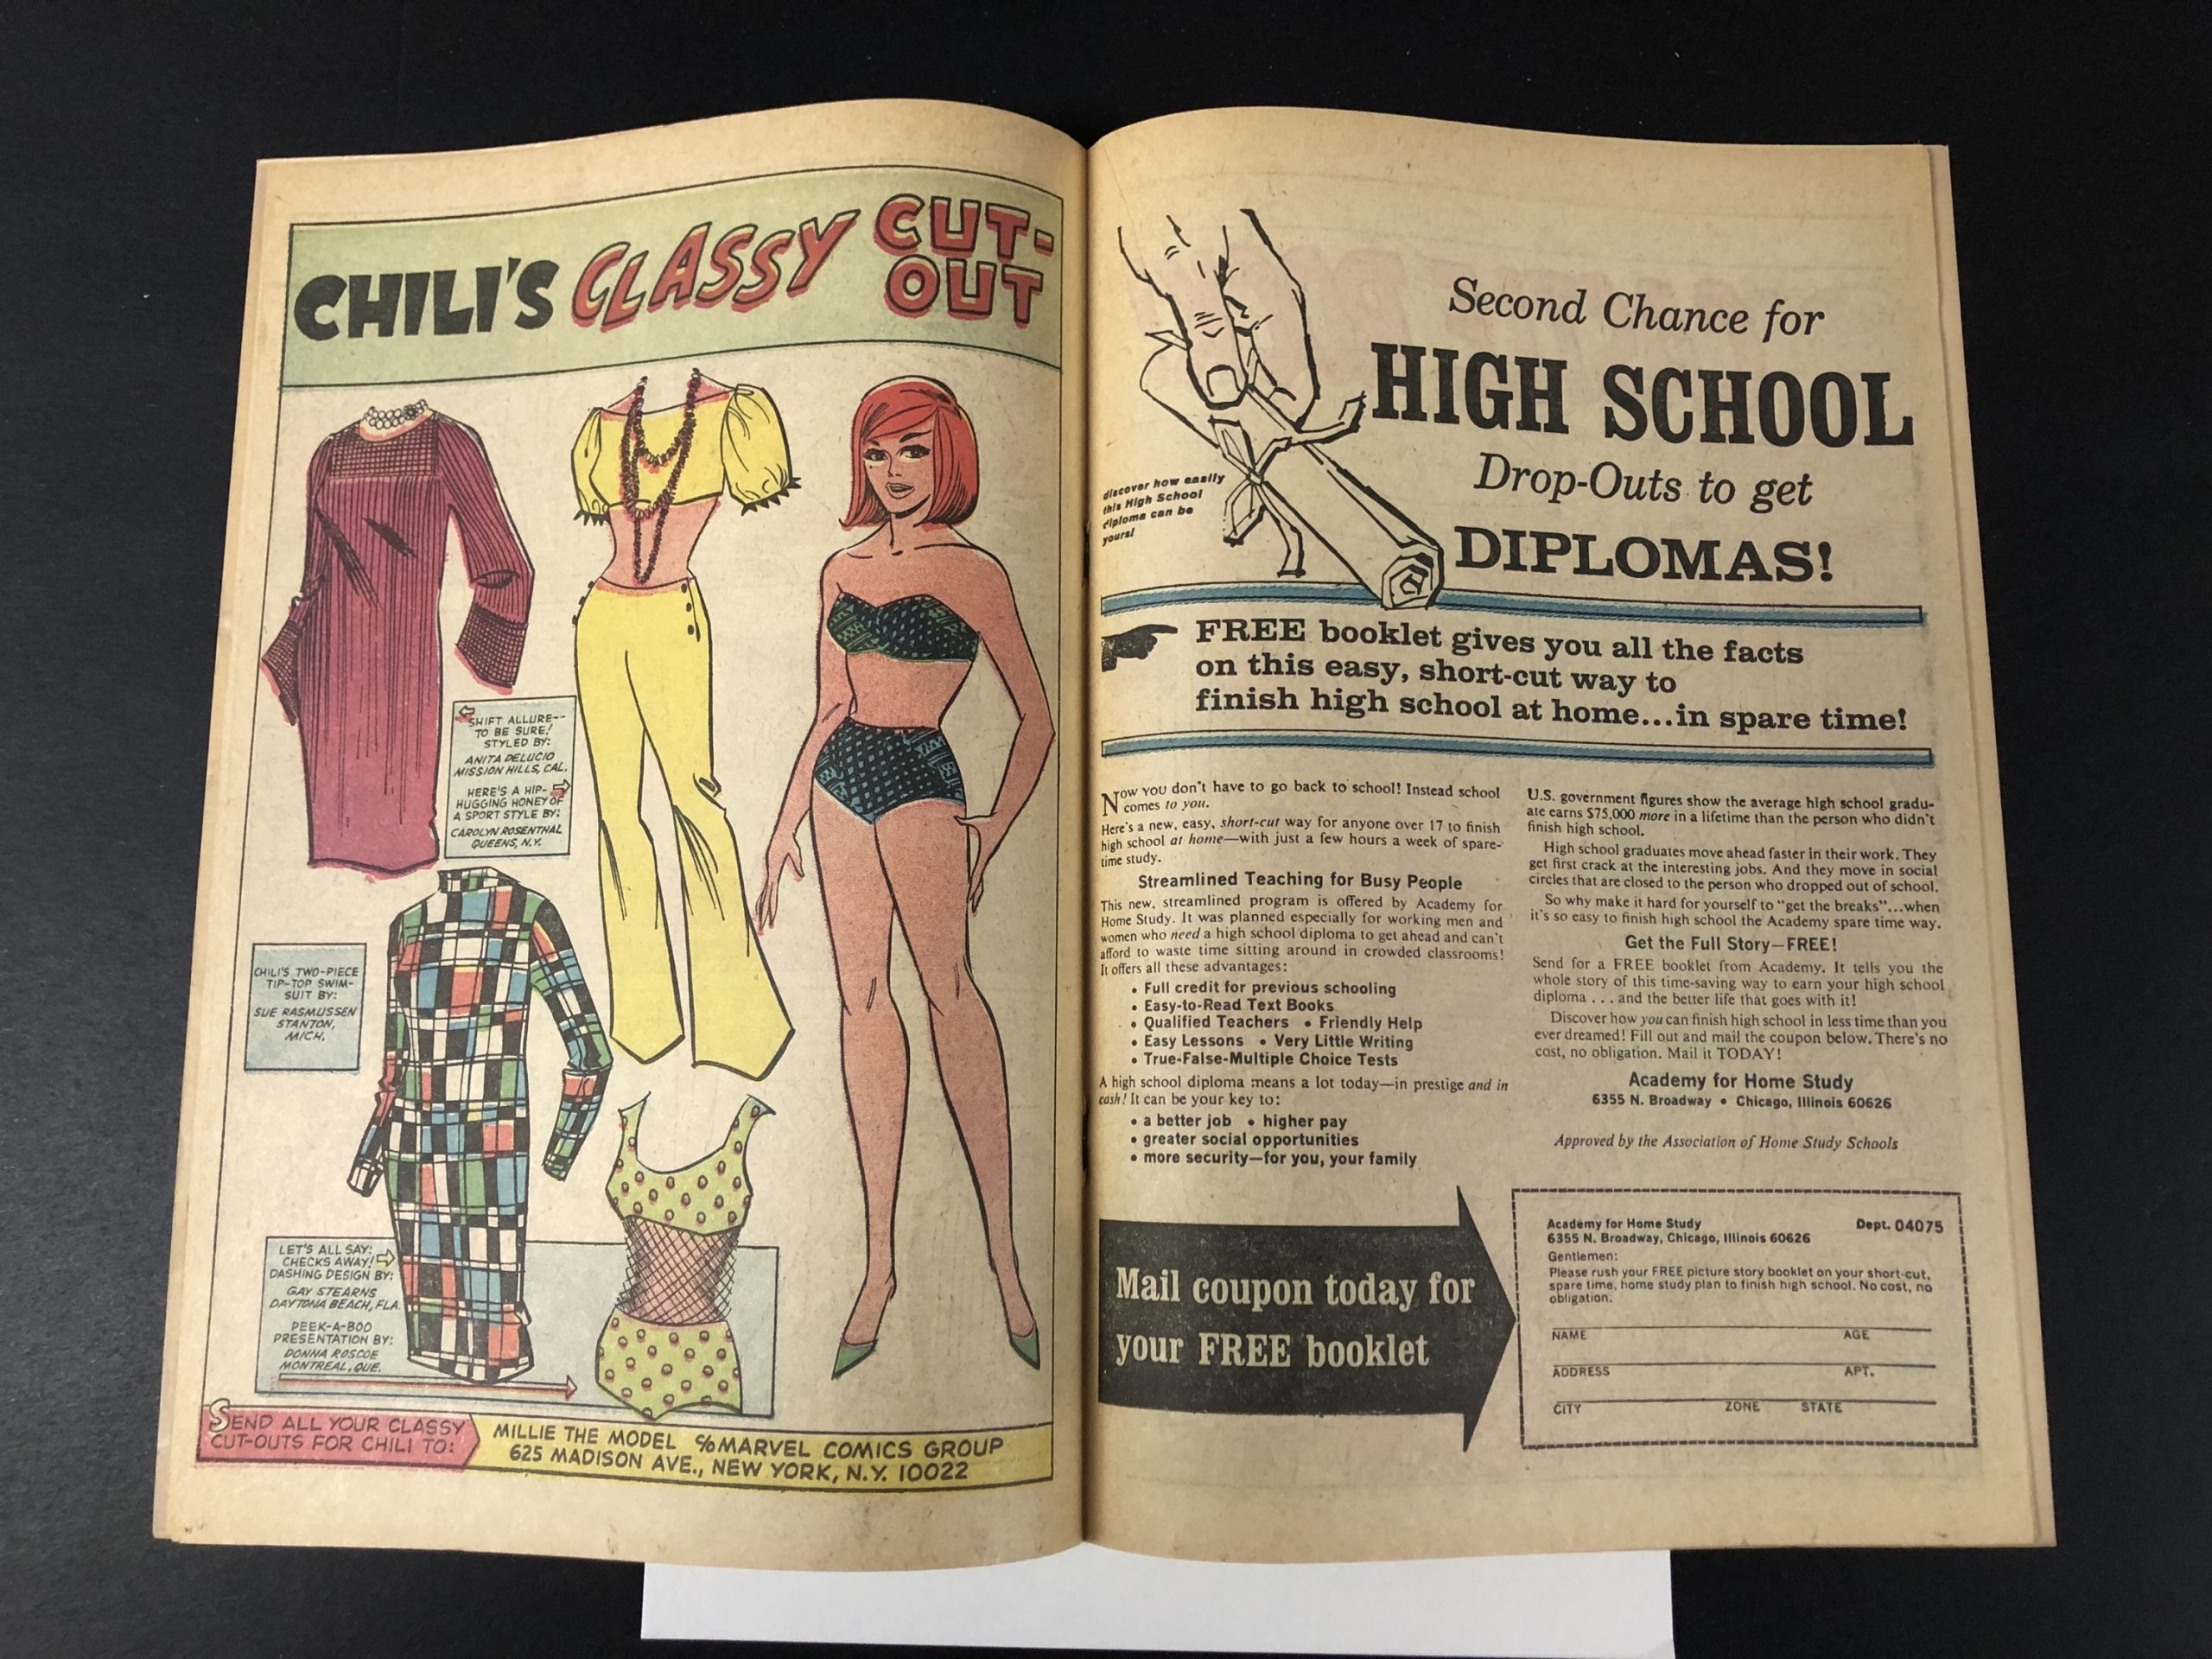 CHILI'S CLASSY CUT-
OUT
SHIFT ALLURE--
TO BE SURE!
STYLED BY:
ANITA DELUCIO
MISSION HILLS, CAL.
HERE'S A HIP-
HUGGING HONEY OF
A SPORT STYLE BY:
CAROLYN ROSENTHAL
QUEENS, N.Y.
CHILI'S TWO-PIECE
TIP-TOP SWIM-
SUIT BY:
SUE RASMUSSEN
STANTON,
MICH.
LET'S ALL SAY:
CHECKS AWAY!
DASHING DESIGN BY:
GAY STEARNS
DAYTONA BEACH, FLA.
PEEK-A-BOO
PRESENTATION BY:
DONNA ROSCOE
MONTREAL, QUE.
SEND ALL YOUR CLASSY
CUT-OUTS FOR CHILI TO:
MILLIE THE MODEL c/o MARVEL COMICS GROUP
625 MADISON AVE., NEW YORK, N.Y. 10022
Second Chance for
HIGH SCHOOL
Drop-Outs to get
DIPLOMAS!
discover how easily
this High School
diploma can be
yours!
FREE booklet gives you all the facts
on this easy, short-cut way to
finish high school at home...in spare time!
Now you don't have to go back to school! Instead school
comes to you.
Here's a new, easy, short-cut way for anyone over 17 to finish
high school at home—with just a few hours a week of spare-
time study.
Streamlined Teaching for Busy People
This new, streamlined program is offered by Academy for
Home Study. It was planned especially for working men and
women who need a high school diploma to get ahead and can't
afford to waste time sitting around in crowded classrooms!
It offers all these advantages:
• Full credit for previous schooling
• Easy-to-Read Text Books
• Qualified Teachers • Friendly Help
• Easy Lessons • Very Little Writing
• True-False-Multiple Choice Tests
A high school diploma means a lot today—in prestige and in
cash! It can be your key to:
• a better job • higher pay
• greater social opportunities
• more security—for you, your family
U.S. government figures show the average high school gradu-
ate earns $75,000 more in a lifetime than the person who didn't
finish high school.
High school graduates move ahead faster in their work. They
get first crack at the interesting jobs. And they move in social
circles that are closed to the person who dropped out of school.
So why make it hard for yourself to "get the breaks"...when
it's so easy to finish high school the Academy spare time way.
Get the Full Story—FREE!
Send for a FREE booklet from Academy. It tells you the
whole story of this time-saving way to earn your high school
diploma . . . and the better life that goes with it!
Discover how you can finish high school in less time than you
ever dreamed! Fill out and mail the coupon below. There's no
cost, no obligation. Mail it TODAY!
Academy for Home Study
6355 N. Broadway • Chicago, Illinois 60626
Approved by the Association of Home Study Schools
Mail coupon today for
your FREE booklet
Academy for Home Study Dept. 04075
6355 N. Broadway, Chicago, Illinois 60626
Gentlemen:
Please rush your FREE picture story booklet on your short-cut,
spare time, home study plan to finish high school. No cost, no
obligation.
NAME AGE
ADDRESS APT.
CITY ZONE STATE